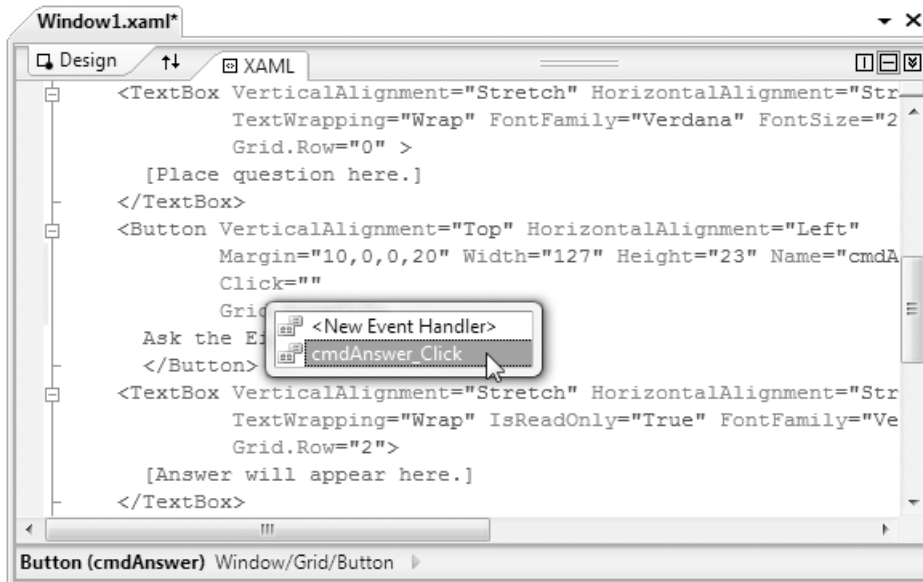 Window1.xaml*
Design XAML
<TextBox VerticalAlignment="Stretch" HorizontalAlignment="Str
TextWrapping="Wrap" FontFamily="Verdana" FontSize="2
Grid.Row="0" >
[Place question here.]
</TextBox>
<Button VerticalAlignment="Top" HorizontalAlignment="Left"
Margin="10,0,0,20" Width="127" Height="23" Name="cmdA
Click=""
Grid
<New Event Handler>
Ask the Ei
cmdAnswer_Click
</Button>
<TextBox VerticalAlignment="Stretch" HorizontalAlignment="Str
TextWrapping="Wrap" IsReadOnly="True" FontFamily="Ve
Grid.Row="2">
[Answer will appear here.]
</TextBox>
Button (cmdAnswer) Window/Grid/Button